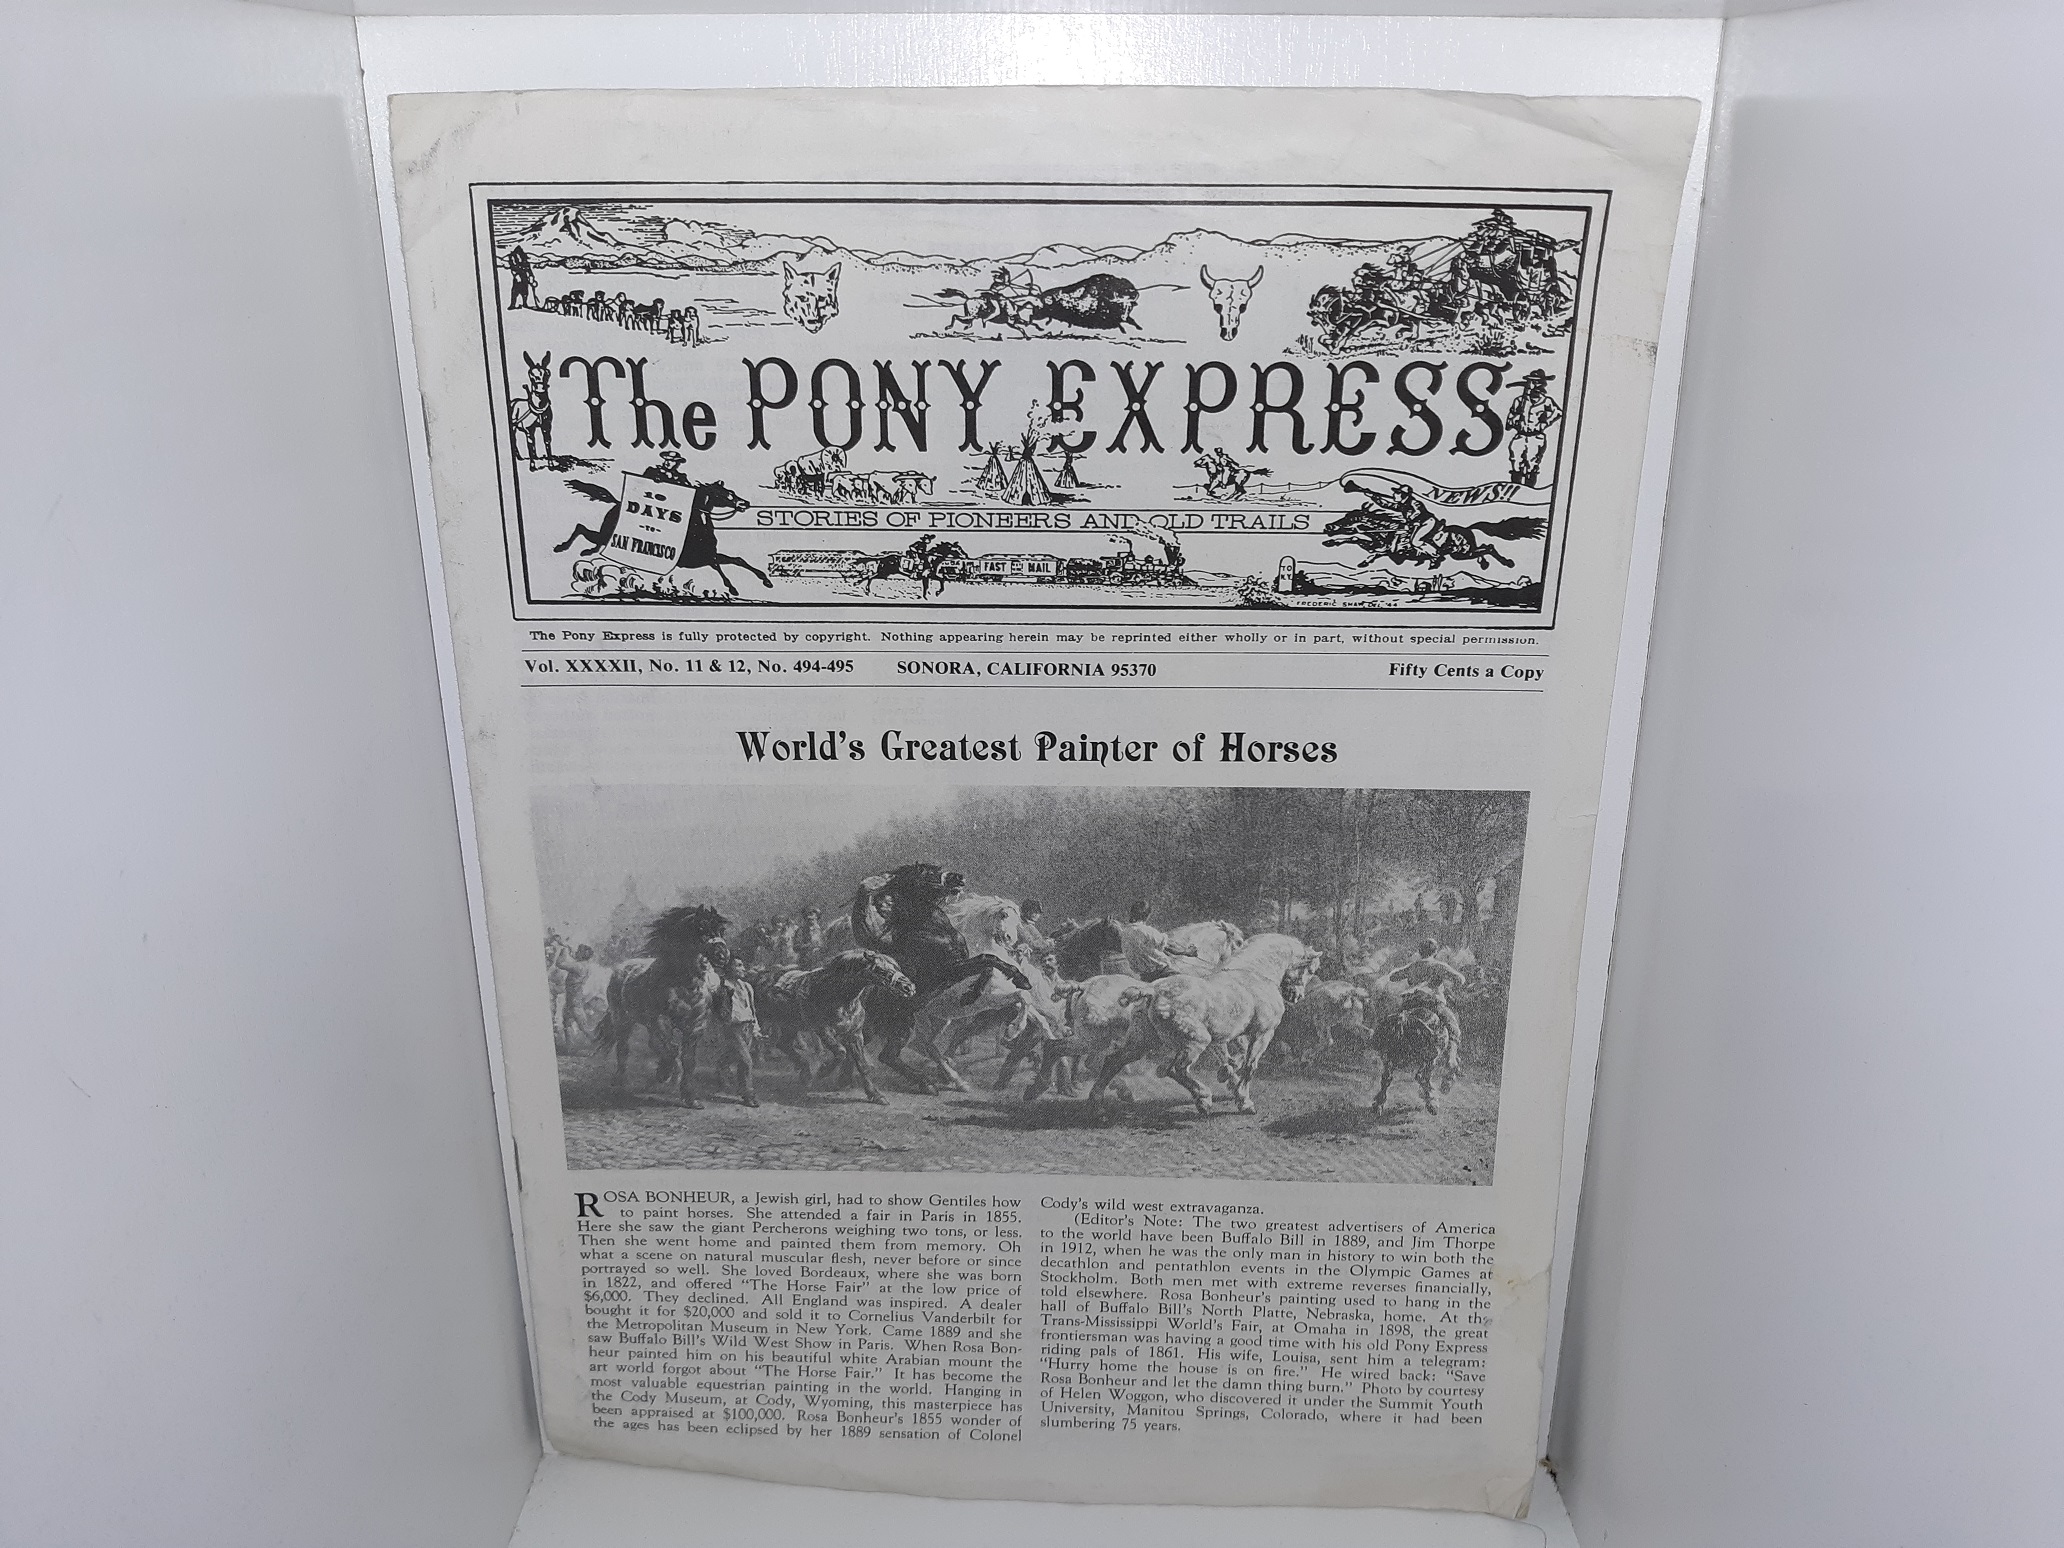 The PONY EXPRESS
10
DAYS
-TO-
SAN FRANCISCO
NEWS!!
STORIES OF PIONEERS AND OLD TRAILS
FAST MAIL
TO
N.Y.
FREDERIC SHAW, DEL. '44
The Pony Express is fully protected by copyright. Nothing appearing herein may be reprinted either wholly or in part, without special permission.
Vol. XXXXII, No. 11 & 12, No. 494-495 SONORA, CALIFORNIA 95370 Fifty Cents a Copy
World's Greatest Painter of Horses
ROSA BONHEUR, a Jewish girl, had to show Gentiles how
to paint horses. She attended a fair in Paris in 1855.
Here she saw the giant Percherons weighing two tons, or less.
Then she went home and painted them from memory. Oh
what a scene on natural muscular flesh, never before or since
portrayed so well. She loved Bordeaux, where she was born
in 1822, and offered "The Horse Fair" at the low price of
$6,000. They declined. All England was inspired. A dealer
bought it for $20,000 and sold it to Cornelius Vanderbilt for
the Metropolitan Museum in New York. Came 1889 and she
saw Buffalo Bill's Wild West Show in Paris. When Rosa Bon-
heur painted him on his beautiful white Arabian mount the
art world forgot about "The Horse Fair." It has become the
most valuable equestrian painting in the world. Hanging in
the Cody Museum, at Cody, Wyoming, this masterpiece has
been appraised at $100,000. Rosa Bonheur's 1855 wonder of
the ages has been eclipsed by her 1889 sensation of Colonel
Cody's wild west extravaganza.
(Editor's Note: The two greatest advertisers of America
to the world have been Buffalo Bill in 1889, and Jim Thorpe
in 1912, when he was the only man in history to win both the
decathlon and pentathlon events in the Olympic Games at
Stockholm. Both men met with extreme reverses financially,
told elsewhere. Rosa Bonheur's painting used to hang in the
hall of Buffalo Bill's North Platte, Nebraska, home. At the
Trans-Mississippi World's Fair, at Omaha in 1898, the great
frontiersman was having a good time with his old Pony Express
riding pals of 1861. His wife, Louisa, sent him a telegram:
"Hurry home the house is on fire." He wired back: "Save
Rosa Bonheur and let the damn thing burn." Photo by courtesy
of Helen Woggon, who discovered it under the Summit Youth
University, Manitou Springs, Colorado, where it had been
slumbering 75 years.